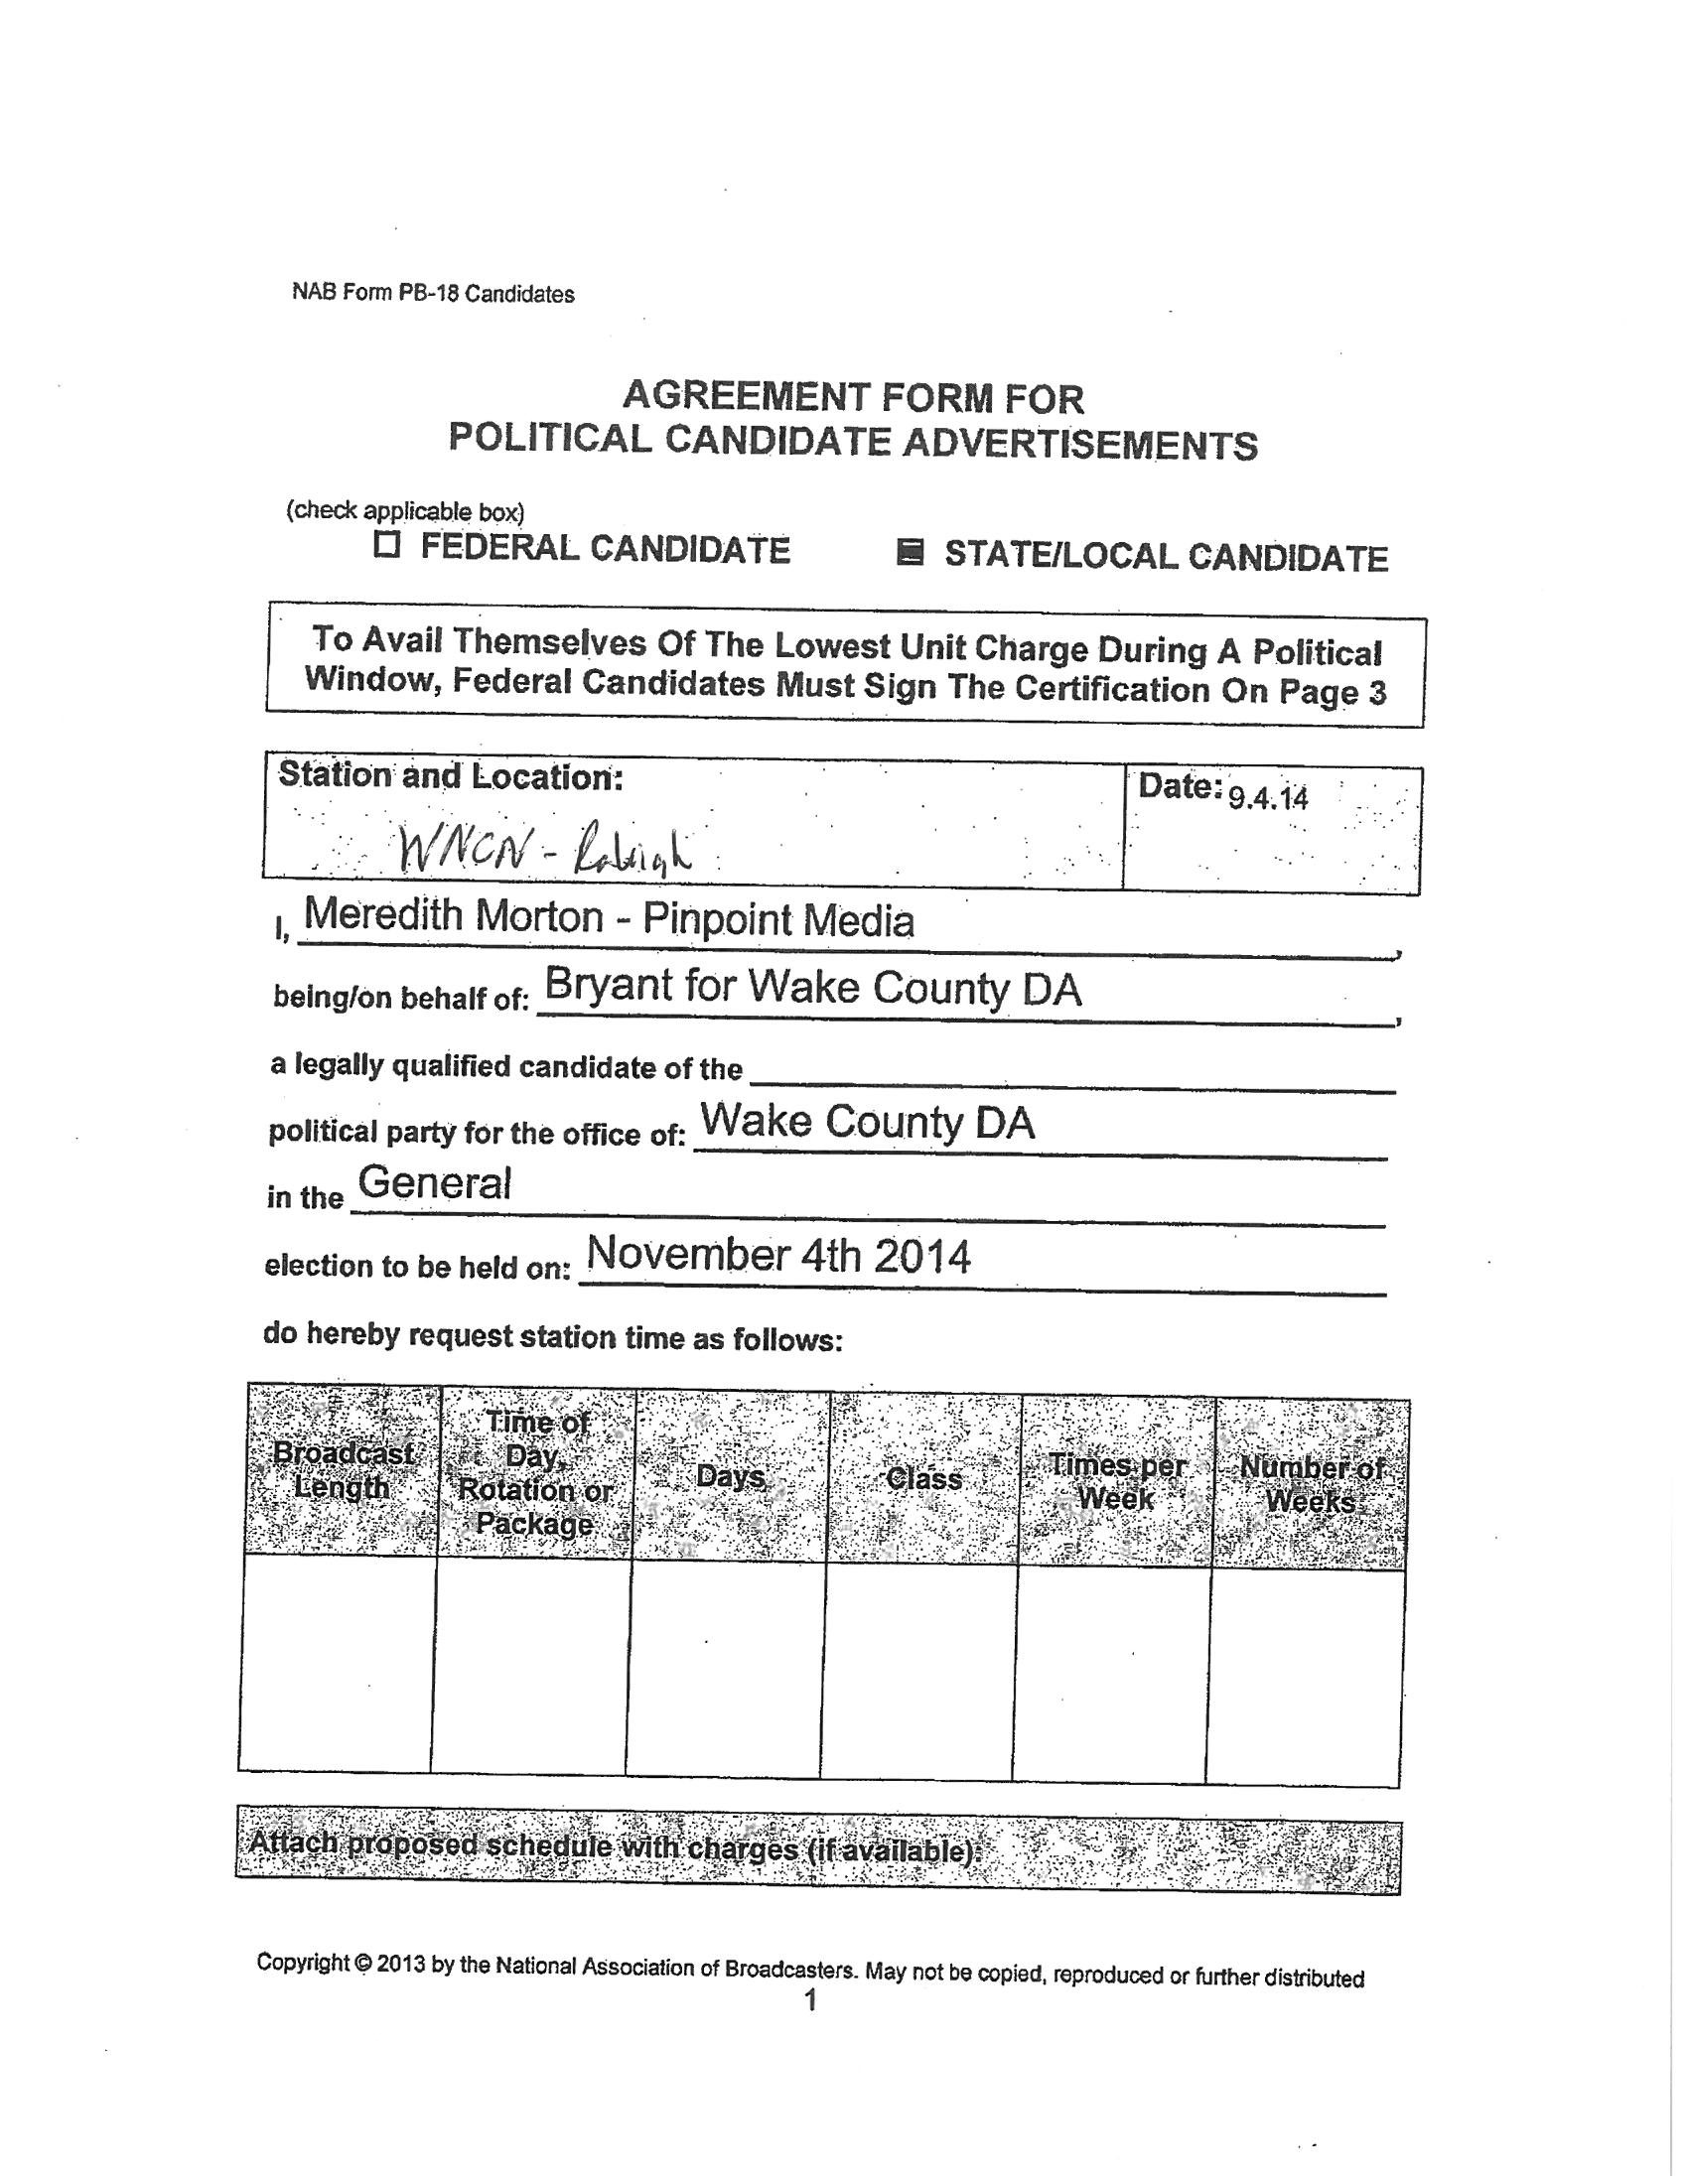 NAB Form PB-18 Candidates
AGREEMENT FORM FOR
POLITICAL CANDIDATE ADVERTISEMENTS
(check applicable box)
FEDERAL CANDIDATE STATE/LOCAL CANDIDATE
To Avail Themselves Of The Lowest Unit Charge During A Political
Window, Federal Candidates Must Sign The Certification On Page 3
Station and Location: Date: 9.4.14
WNCN - Raleigh
I, Meredith Morton - Pinpoint Media,
being/on behalf of: Bryant for Wake County DA,
a legally qualified candidate of the
political party for the office of: Wake County DA
in the General
election to be held on: November 4th 2014
do hereby request station time as follows:
Broadcast
Length
Time of
Day,
Rotation or
Package
Days
Class
Times per
Week
Number of
Weeks
Attach proposed schedule with charges (if available):
Copyright © 2013 by the National Association of Broadcasters. May not be copied, reproduced or further distributed
1